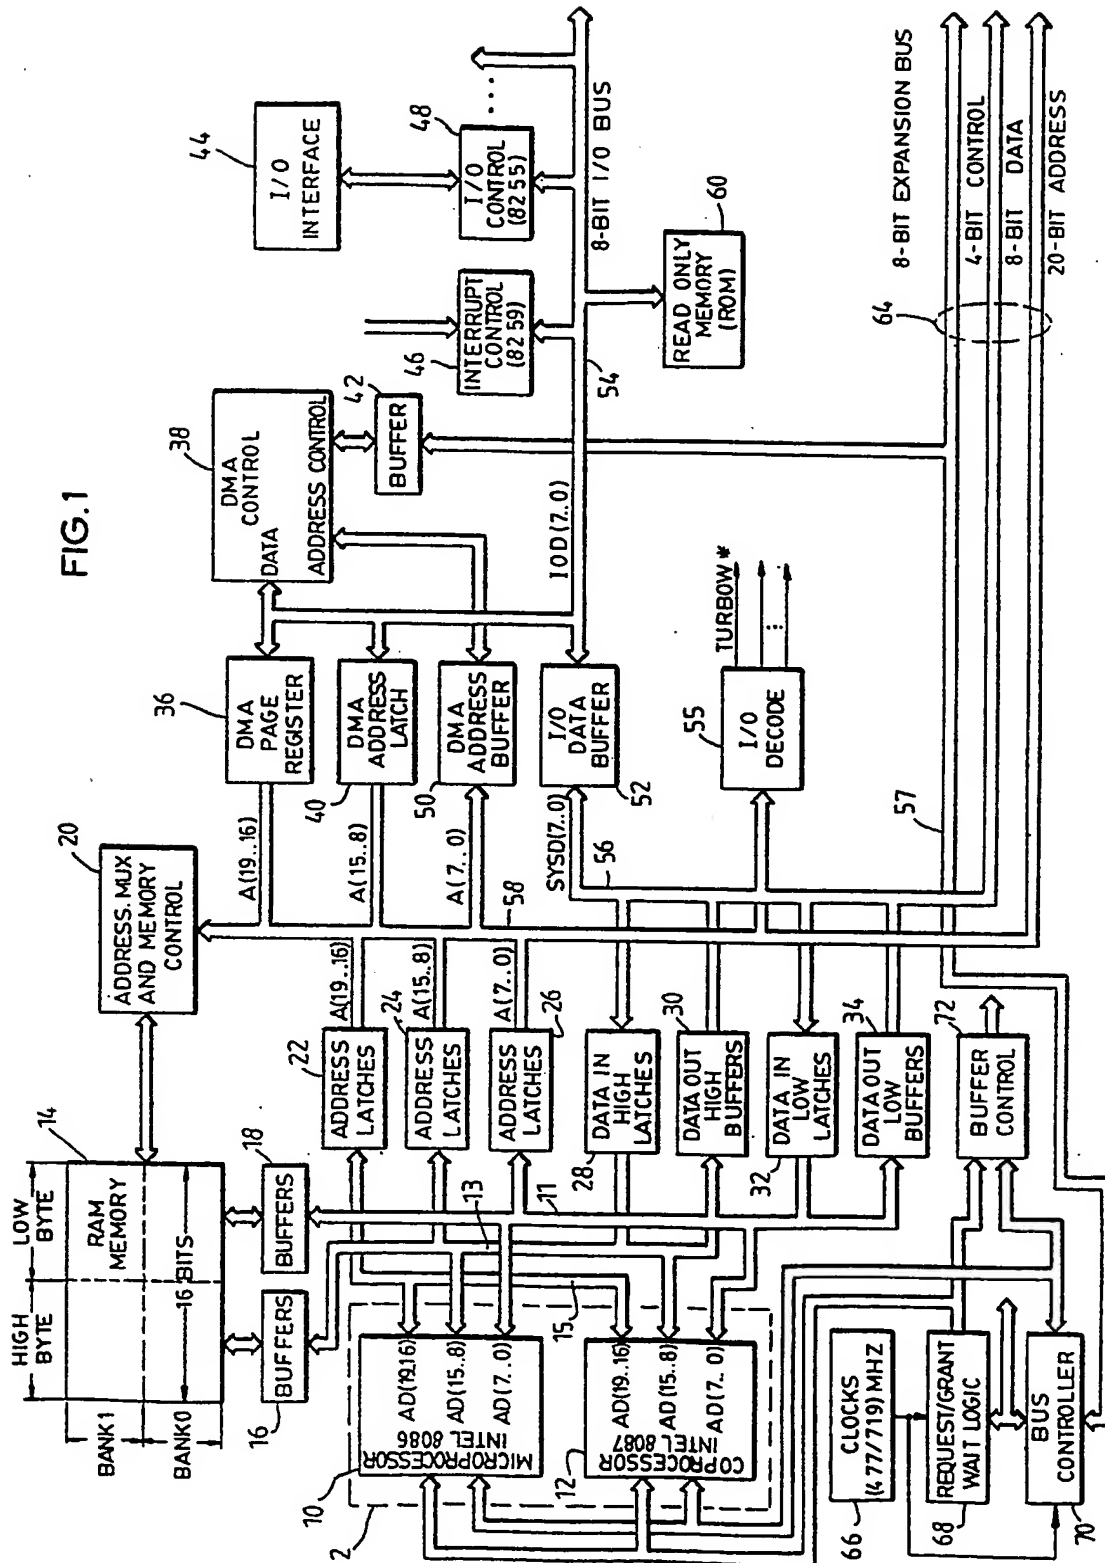 FIG.1
HIGH BYTE
LOW BYTE
14
RAM MEMORY
16 BITS
BANK1
BANK0
BUFFERS
16
BUFFERS
18
20
ADDRESS. MUX
AND MEMORY
CONTROL
2
10
MICROPROCESSOR
INTEL 8086
AD(19..16)
AD(15..8)
AD(7..0)
12
COPROCESSOR
INTEL 8087
AD(19..16)
AD(15..8)
AD(7..0)
15
13
11
22
ADDRESS
LATCHES
A(19..16)
24
ADDRESS
LATCHES
A(15..8)
26
ADDRESS
LATCHES
A(7..0)
28
DATA IN
HIGH
LATCHES
30
DATA OUT
HIGH
BUFFERS
32
DATA IN
LOW
LATCHES
34
DATA OUT
LOW
BUFFERS
72
BUFFER
CONTROL
66
CLOCKS
(4 77/719) MHZ
68
REQUEST/GRANT
WAIT LOGIC
70
BUS
CONTROLLER
36
DMA
PAGE
REGISTER
A(19..16)
40
DMA
ADDRESS
LATCH
A(15..8)
50
DMA
ADDRESS
BUFFER
A(7..0)
52
I/O
DATA
BUFFER
SYSD(7..0)
56
58
55
I/O
DECODE
TURBOW*
38
DMA
CONTROL
DATA
ADDRESS CONTROL
42
BUFFER
IOD(7..0)
46
INTERRUPT
CONTROL
(8259)
44
I/O
INTERFACE
48
I/O
CONTROL
(8255)
8-BIT I/O BUS
54
60
READ ONLY
MEMORY
(ROM)
57
64
8-BIT EXPANSION BUS
4-BIT CONTROL
8-BIT DATA
20-BIT ADDRESS